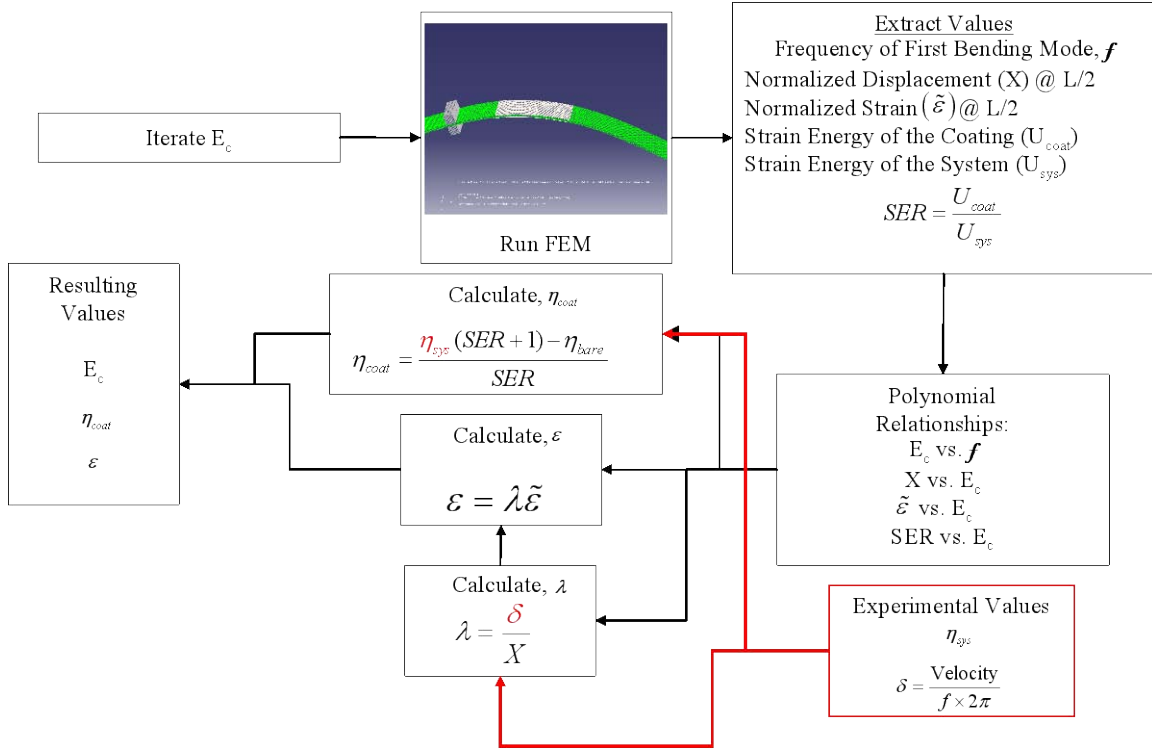 Iterate E_c
Run FEM
Extract Values
Frequency of First Bending Mode, f
Normalized Displacement (X) @ L/2
Normalized Strain (ε̃) @ L/2
Strain Energy of the Coating (U_coat)
Strain Energy of the System (U_sys)
SER = U_coat / U_sys
Polynomial
Relationships:
E_c vs. f
X vs. E_c
ε̃ vs. E_c
SER vs. E_c
Experimental Values
η_sys
δ = Velocity / f × 2π
Calculate, η_coat
η_coat = η_sys (SER + 1) − η_bare / SER
Calculate, ε
ε = λε̃
Calculate, λ
λ = δ / X
Resulting
Values
E_c
η_coat
ε